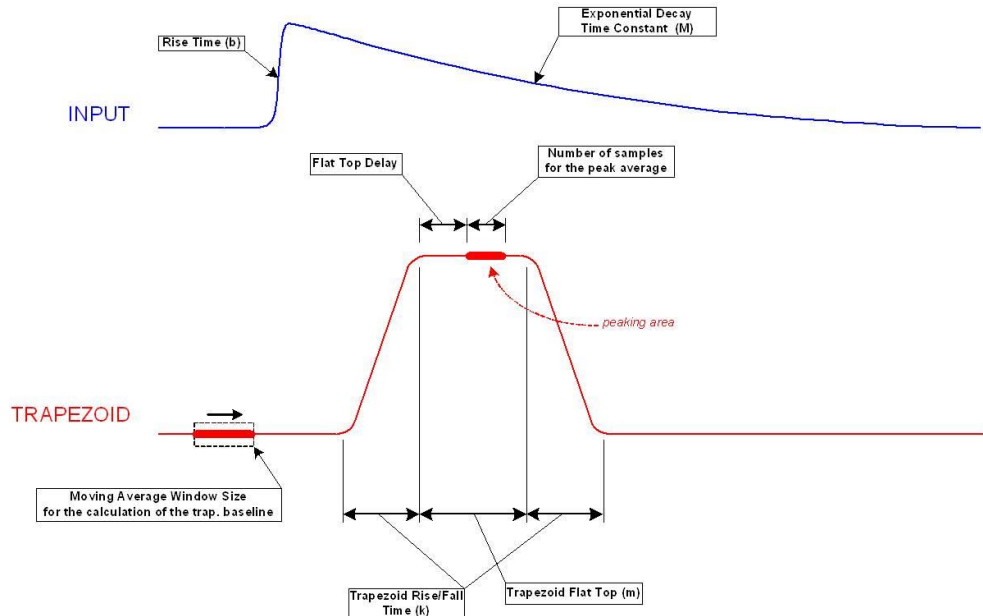 Exponential Decay
Time Constant (M)
Rise Time (b)
INPUT
Flat Top Delay
Number of samples
for the peak average
peaking area
TRAPEZOID
Moving Average Window Size
for the calculation of the trap. baseline
Trapezoid Rise/Fall
Time (k)
Trapezoid Flat Top (m)